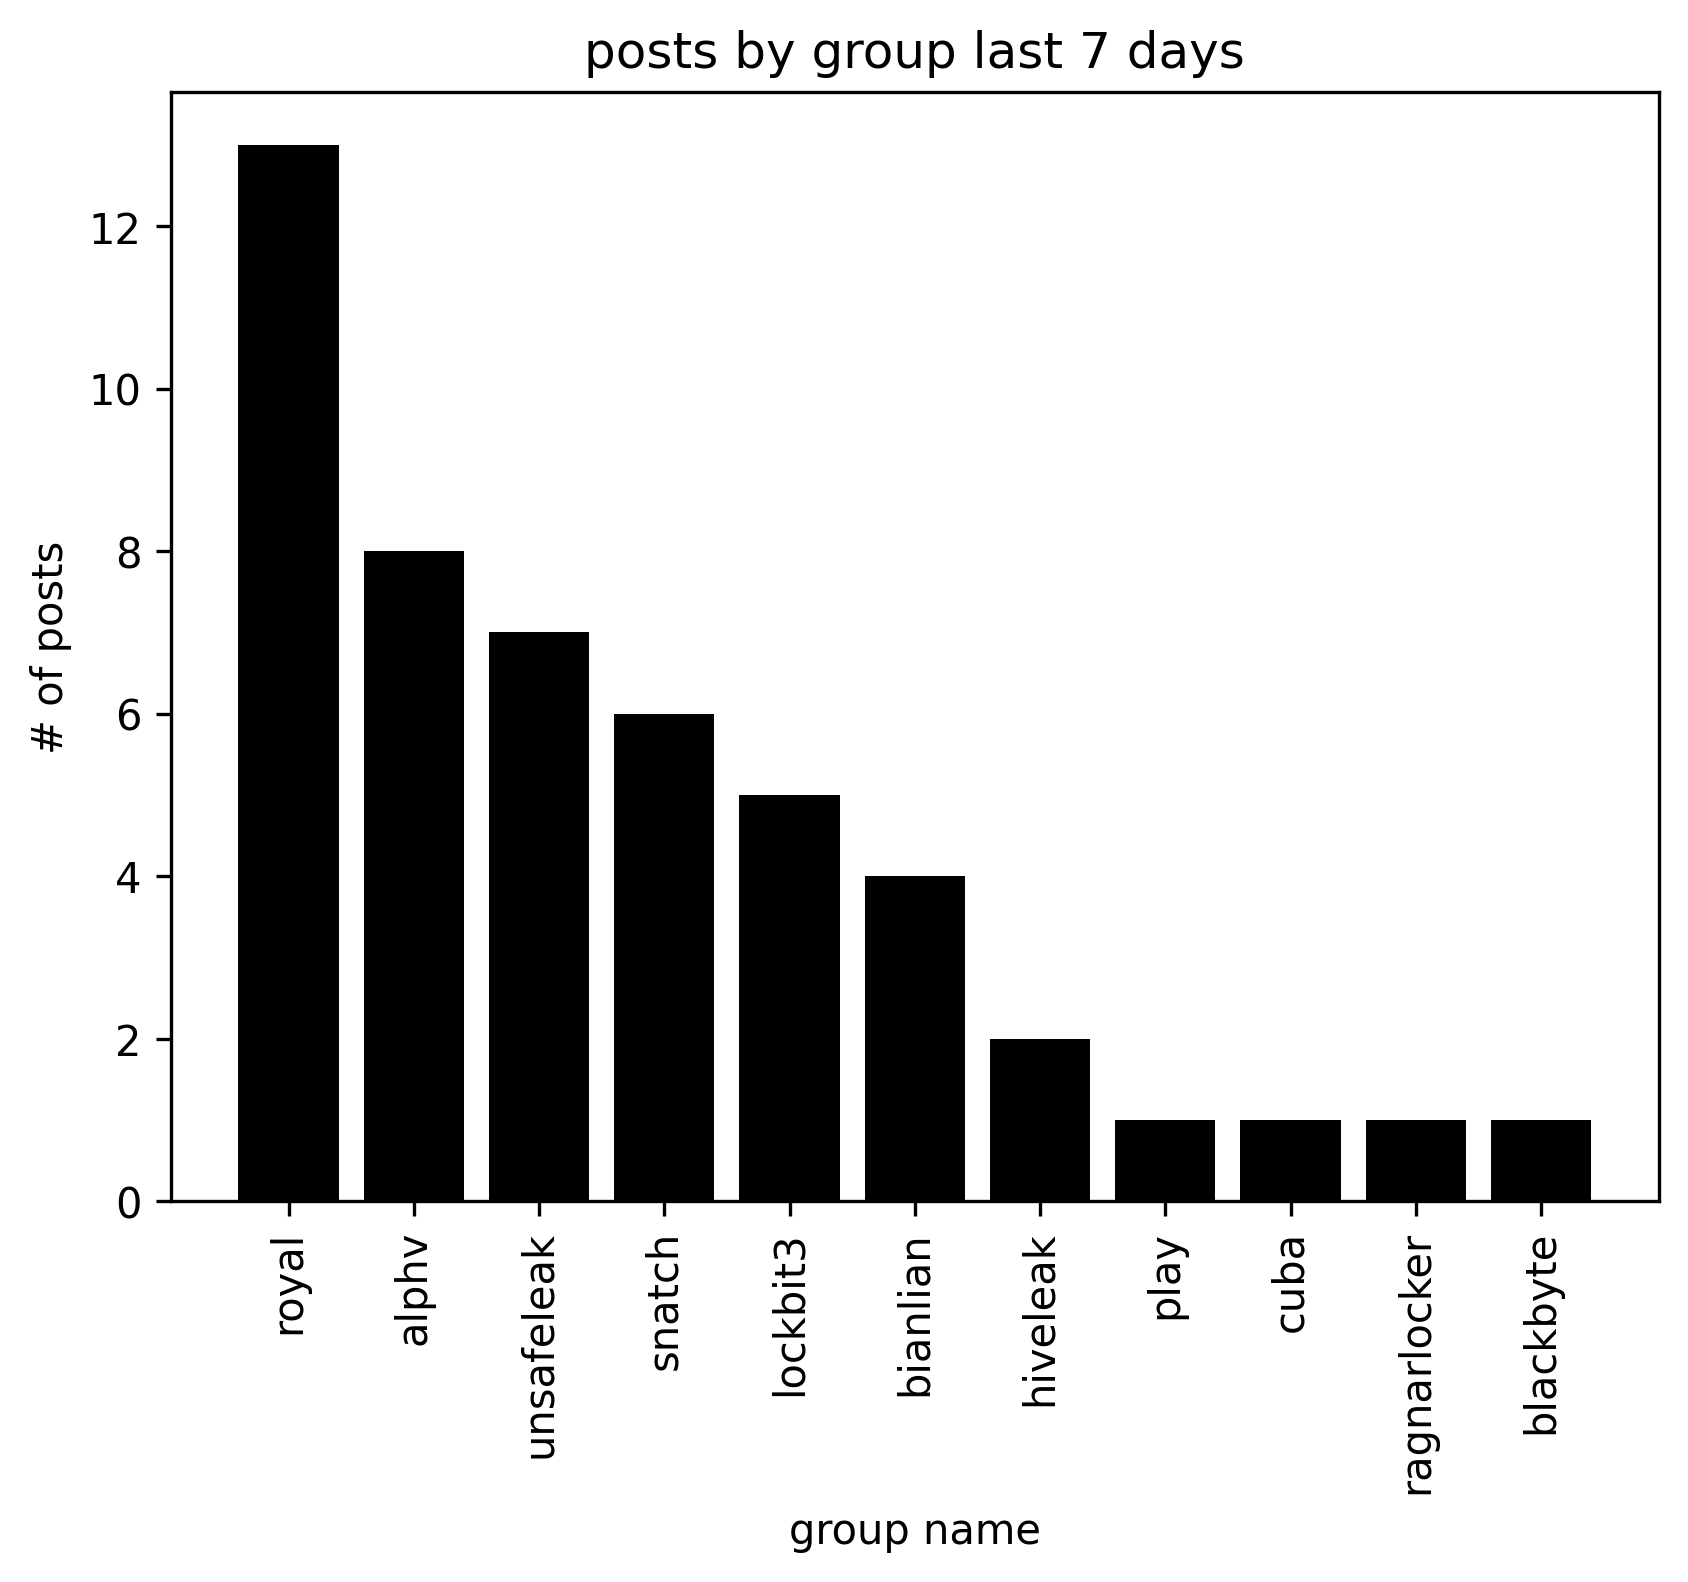 posts by group last 7 days
# of posts
12
10
8
6
4
2
0
royal
alphv
unsafeleak
snatch
lockbit3
bianlian
hiveleak
play
cuba
ragnarlocker
blackbyte
group name